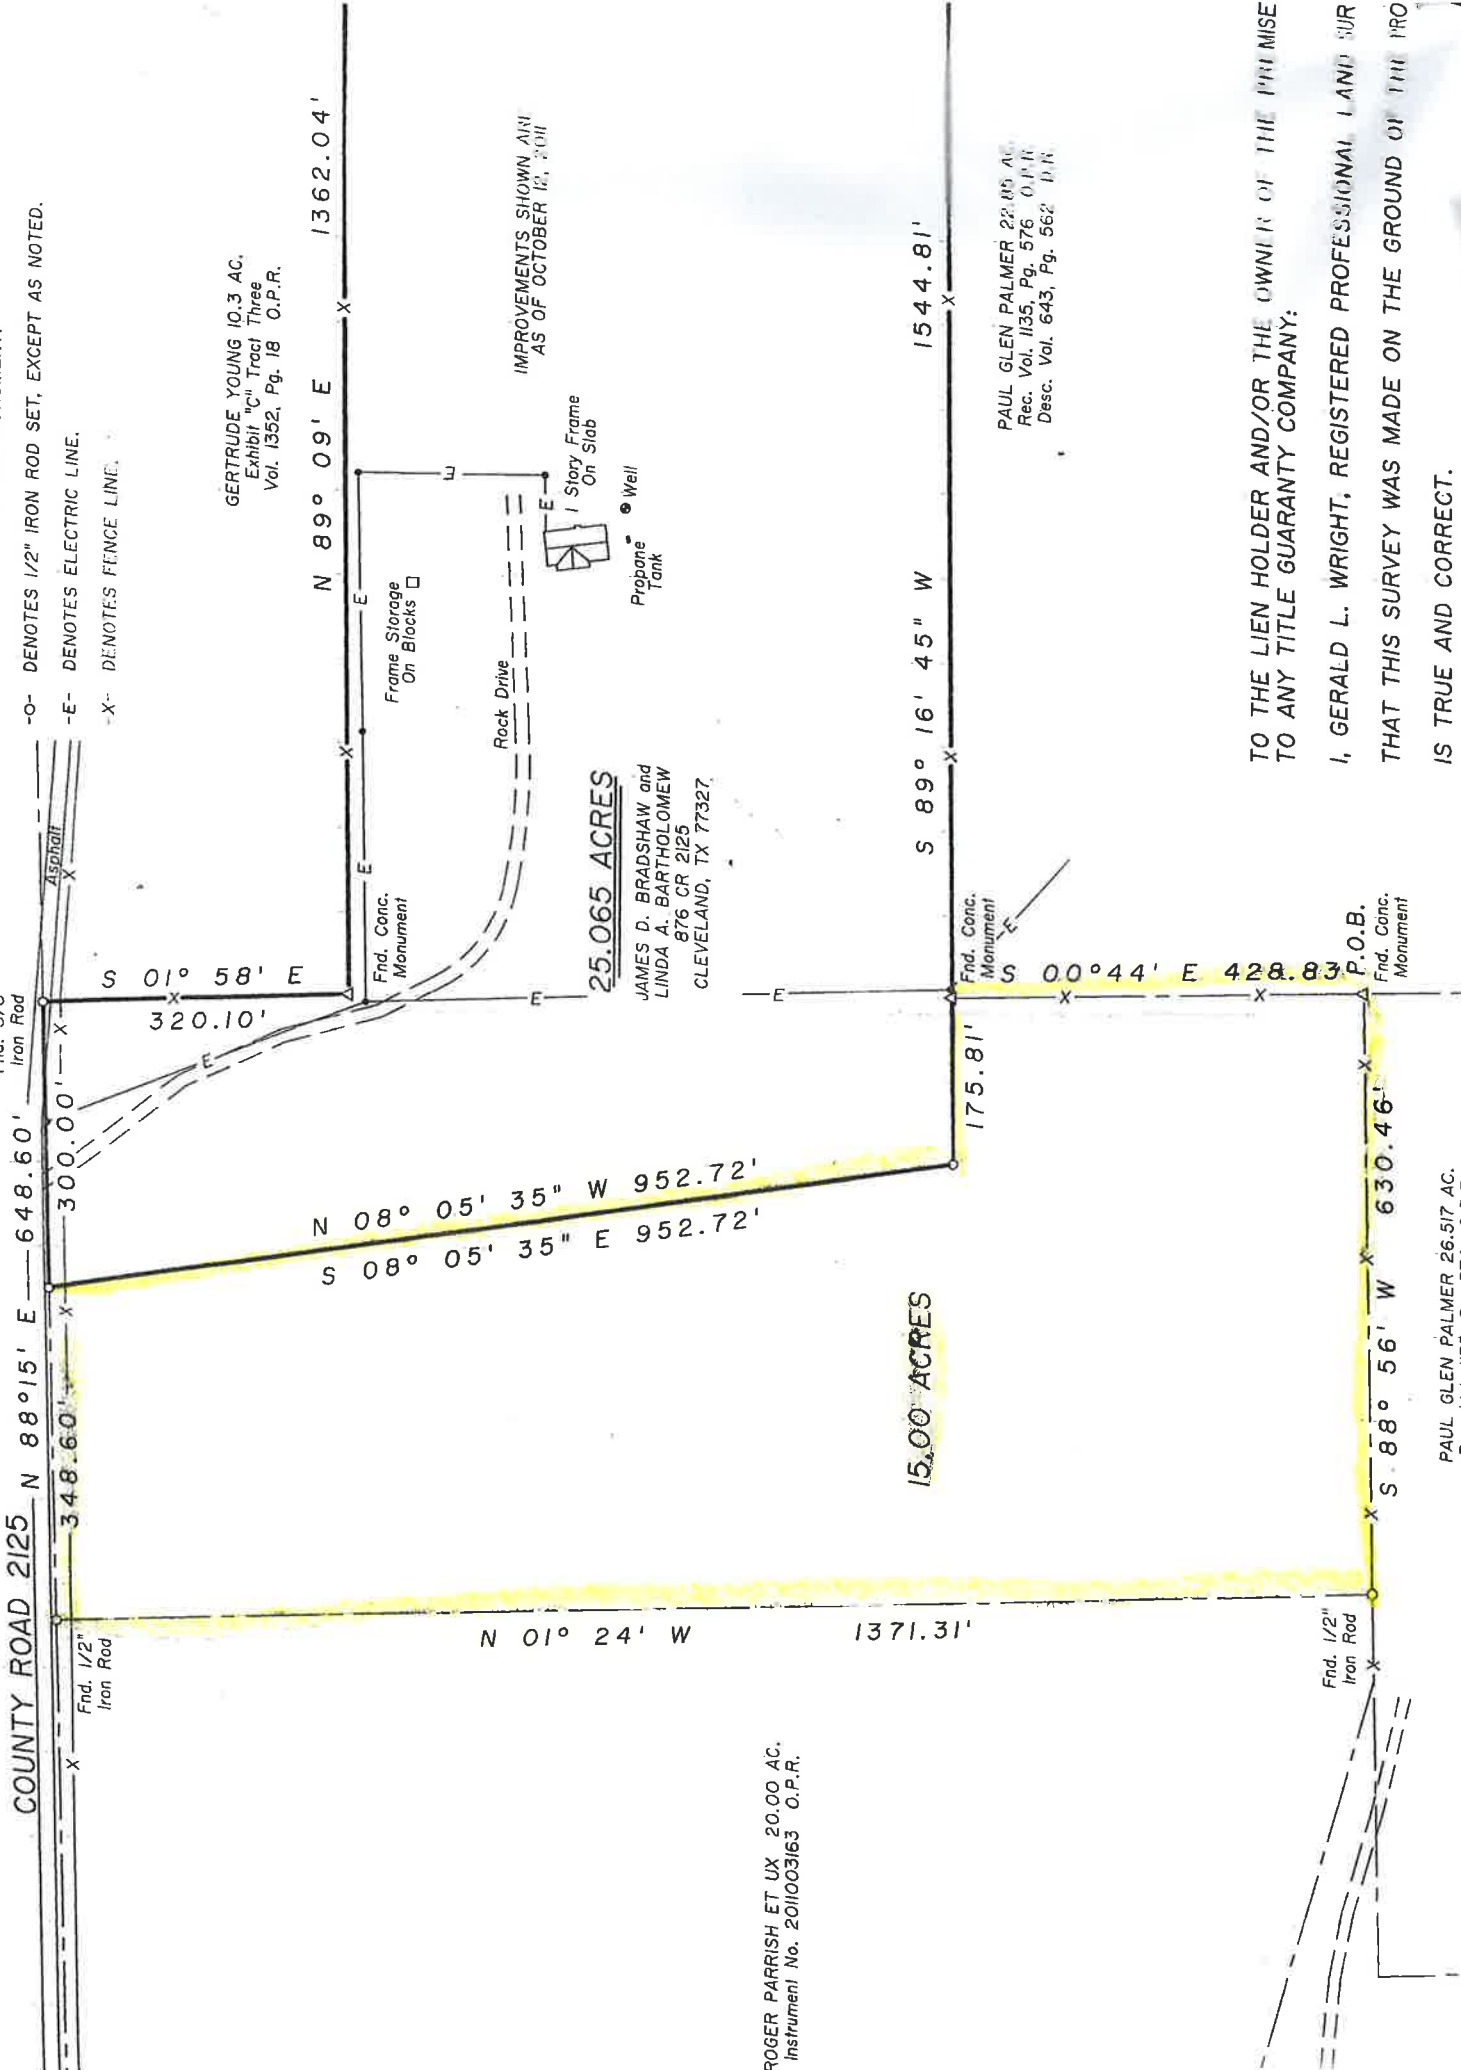 -O- DENOTES 1/2" IRON ROD SET, EXCEPT AS NOTED.
-E- DENOTES ELECTRIC LINE.
-X- DENOTES FENCE LINE.
COUNTY ROAD 2125
N 88°15' E
648.60'
Iron Rod
Asphalt
X
X
348.60'
X
300.00'
X
Fnd. 1/2"
Iron Rod
S 01° 58' E
X
320.10'
E
GERTRUDE YOUNG 10.3 AC.
Exhibit "C" Tract Three
Vol. 1352, Pg. 18 O.P.R.
N 89° 09' E
1362.04'
X
X
E
E
E
E
Fnd. Conc.
Monument
Frame Storage
On Blocks
Rock Drive
IMPROVEMENTS SHOWN ARE
AS OF OCTOBER 12, 2011
1 Story Frame
On Slab
Well
Propane
Tank
25.065 ACRES
JAMES D. BRADSHAW and
LINDA A. BARTHOLOMEW
876 CR 2125
CLEVELAND, TX 77327
E
E
N 08° 05' 35" W 952.72'
S 08° 05' 35" E 952.72'
S 89° 16' 45" W
1544.81'
X
X
175.81'
Fnd. Conc.
Monument
E
PAUL GLEN PALMER 22.85 AC.
Rec. Vol. 1135, Pg. 576 O.P.R.
Desc. Vol. 643, Pg. 562 D.R.
15.00 ACRES
N 01° 24' W
1371.31'
S 00°44' E 428.83'
X
X
P.O.B.
Fnd. Conc.
Monument
X
X
X
X
S 88° 56' W
630.46'
Fnd. 1/2"
Iron Rod
ROGER PARRISH ET UX 20.00 AC.
Instrument No. 2011003163 O.P.R.
PAUL GLEN PALMER 26.517 AC.
TO THE LIEN HOLDER AND/OR THE OWNER OF THE PREMISE
TO ANY TITLE GUARANTY COMPANY:
I, GERALD L. WRIGHT, REGISTERED PROFESSIONAL LAND SUR
THAT THIS SURVEY WAS MADE ON THE GROUND OF THE PRO
IS TRUE AND CORRECT.